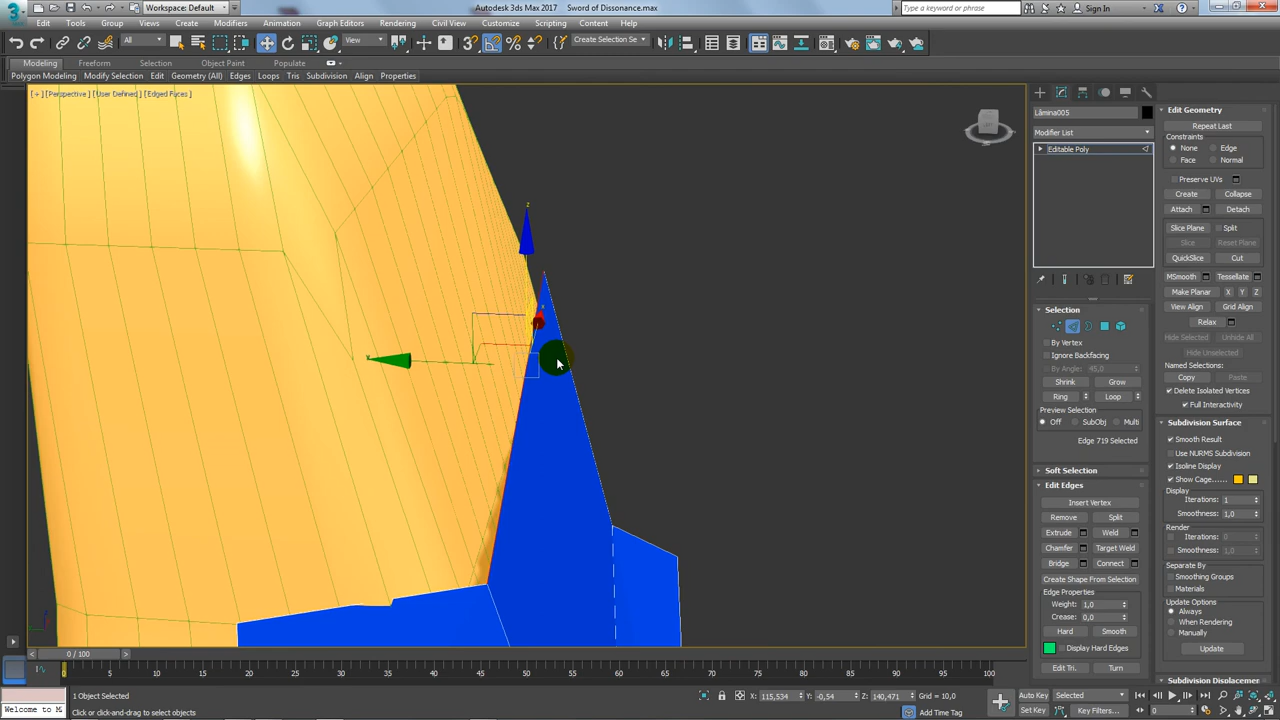 Workspace: Default
Autodesk 3ds Max 2017 Sword of Dissonance.max
Type a keyword or phrase
Sign In
Edit Tools Group Views Create Modifiers Animation Graph Editors Rendering Civil View Customize Scripting Content Help
All
View
Create Selection Se
Modeling Freeform Selection Object Paint Populate
Polygon Modeling Modify Selection Edit Geometry (All) Edges Loops Tris Subdivision Align Properties
[+] [Perspective] [User Defined] [Edged Faces]
Lâmina005
Modifier List
Editable Poly
Selection
By Vertex
Ignore Backfacing
By Angle: 45,0
Shrink Grow
Ring Loop
Preview Selection
Off SubObj Multi
Edge 719 Selected
Soft Selection
Edit Edges
Insert Vertex
Remove Split
Extrude Weld
Chamfer Target Weld
Bridge Connect
Create Shape From Selection
Edge Properties
Weight: 1,0
Crease: 0,0
Hard Smooth
Display Hard Edges
Edit Tri. Turn
Edit Geometry
Repeat Last
Constraints
None Edge
Face Normal
Preserve UVs
Create Collapse
Attach Detach
Slice Plane Split
Slice Reset Plane
QuickSlice Cut
MSmooth Tessellate
Make Planar X Y Z
View Align Grid Align
Relax
Hide Selected Unhide All
Hide Unselected
Named Selections:
Copy Paste
Delete Isolated Vertices
Full Interactivity
Subdivision Surface
Smooth Result
Use NURMS Subdivision
Isoline Display
Show Cage......
Display
Iterations: 1
Smoothness: 1,0
Render
Iterations: 0
Smoothness: 1,0
Separate By
Smoothing Groups
Materials
Update Options
Always
When Rendering
Manually
Update
Subdivision Displacemer
z
0 / 100
0 5 10 15 20 25 30 35 40 45 50 55 60 65 70 75 80 85 90 95 100
1 Object Selected
X: 115,534 Y: -0,54 Z: 140,471 Grid = 10,0
Auto Key Selected
Welcome to M
Click or click-and-drag to select objects
Add Time Tag
Set Key Key Filters...
0